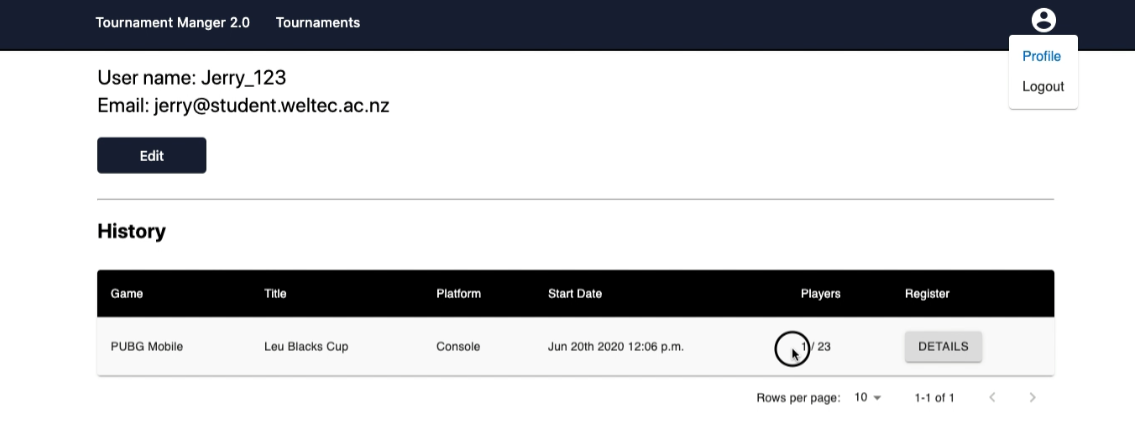 Tournament Manger 2.0 Tournaments
Profile
Logout
User name: Jerry_123
Email: jerry@student.weltec.ac.nz
Edit
History
Game Title Platform Start Date Players Register
PUBG Mobile Leu Blacks Cup Console Jun 20th 2020 12:06 p.m. 1 / 23 DETAILS
Rows per page: 10 1-1 of 1